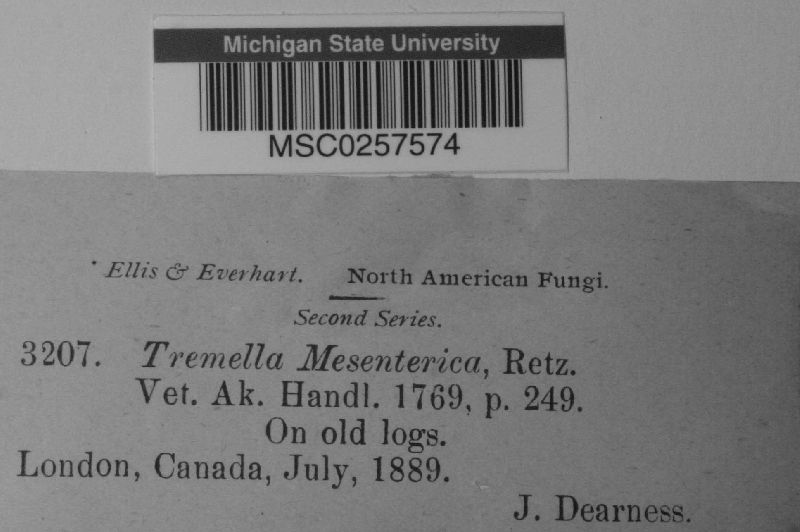 Michigan State University
MSC0257574
Ellis & Everhart. North American Fungi.
Second Series.
3207. Tremella Mesenterica, Retz.
Vet. Ak. Handl. 1769, p. 249.
On old logs.
London, Canada, July, 1889.
J. Dearness.